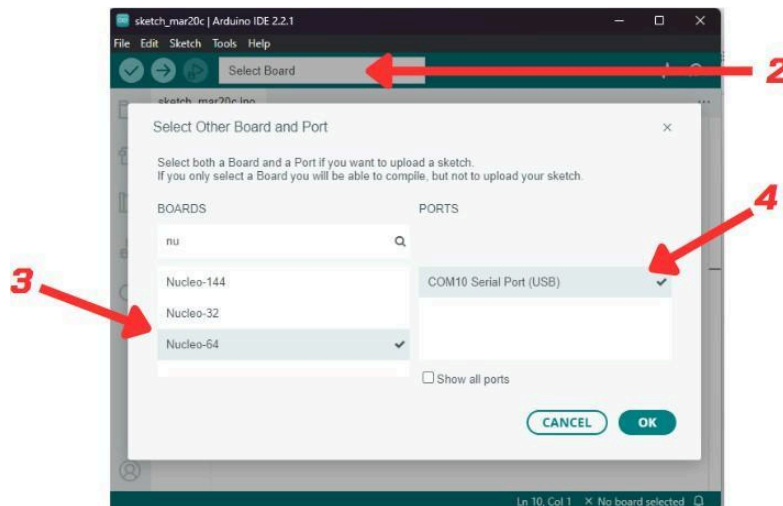 sketch_mar20c | Arduino IDE 2.2.1
File Edit Sketch Tools Help
Select Board
2
sketch_mar20c.ino
Select Other Board and Port
Select both a Board and a Port if you want to upload a sketch.
If you only select a Board you will be able to compile, but not to upload your sketch.
BOARDS
PORTS
4
nu
3
Nucleo-144
COM10 Serial Port (USB)
Nucleo-32
Nucleo-64
Show all ports
CANCEL
OK
Ln 10, Col 1 × No board selected